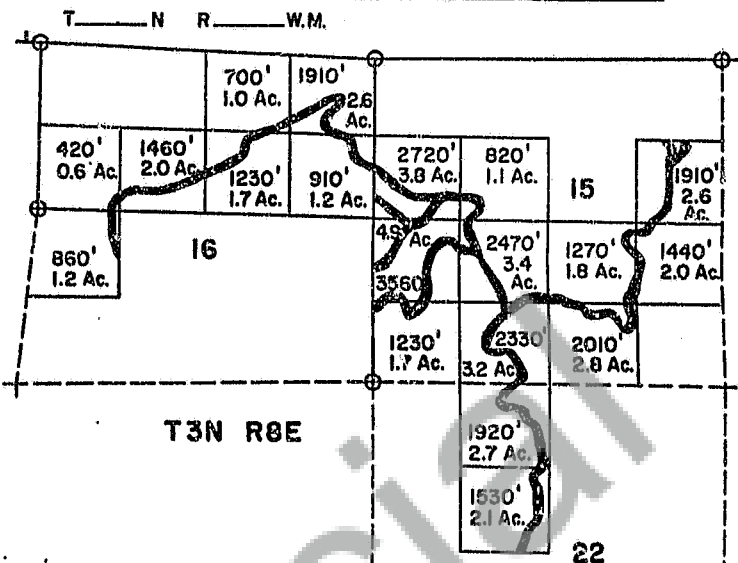 T______N R______W.M.
700' 1910'
1.0 Ac. 2.6
Ac.
420' 1460' 2720' 820'
0.6 Ac. 2.0 Ac. 1230' 910' 3.8 Ac. 1.1 Ac. 15 1910'
1.7 Ac. 1.2 Ac. 2.6
Ac.
4.9 Ac.
860' 16 2470' 1270' 1440'
1.2 Ac. 3.4 1.8 Ac. 2.0 Ac.
3560 Ac.
1230' 2330' 2010'
1.7 Ac. 3.2 Ac. 2.8 Ac.
T3N R8E
1920'
2.7 Ac.
1530'
2.1 Ac.
22